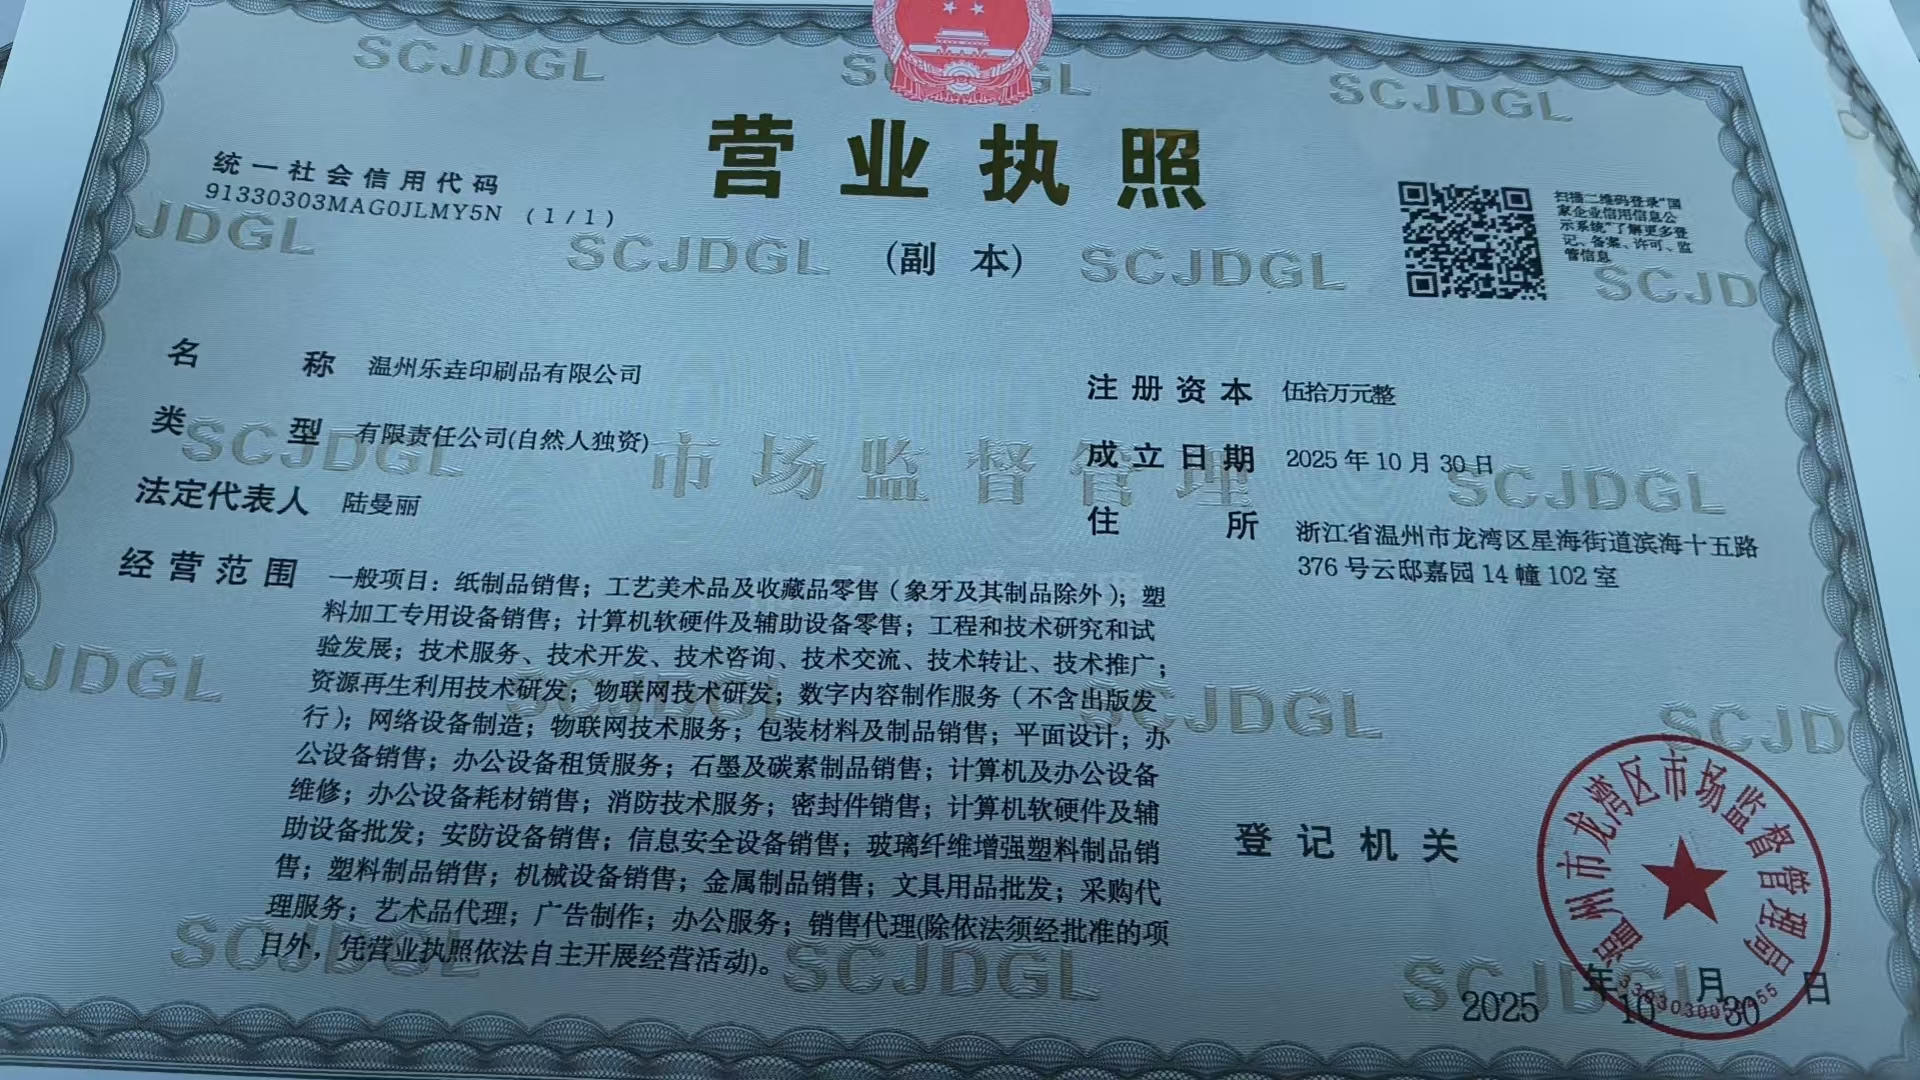 营业执照
(副 本)
统一社会信用代码
91330303MAG0JLMY5N (1/1)
扫描二维码登录“国
家企业信用信息公
示系统”了解更多登
记、备案、许可、监
管信息
名 称 温州乐垚印刷品有限公司
类 型 有限责任公司(自然人独资)
法定代表人 陆曼丽
经营范围 一般项目：纸制品销售；工艺美术品及收藏品零售（象牙及其制品除外）；塑
料加工专用设备销售；计算机软硬件及辅助设备零售；工程和技术研究和试
验发展；技术服务、技术开发、技术咨询、技术交流、技术转让、技术推广；
资源再生利用技术研发；物联网技术研发；数字内容制作服务（不含出版发
行）；网络设备制造；物联网技术服务；包装材料及制品销售；平面设计；办
公设备销售；办公设备租赁服务；石墨及碳素制品销售；计算机及办公设备
维修；办公设备耗材销售；消防技术服务；密封件销售；计算机软硬件及辅
助设备批发；安防设备销售；信息安全设备销售；玻璃纤维增强塑料制品销
售；塑料制品销售；机械设备销售；金属制品销售；文具用品批发；采购代
理服务；艺术品代理；广告制作；办公服务；销售代理(除依法须经批准的项
目外，凭营业执照依法自主开展经营活动)。
注册资本 伍拾万元整
成立日期 2025年10月30日
住 所 浙江省温州市龙湾区星海街道滨海十五路
376号云邸嘉园14幢102室
登记机关
温州市龙湾区市场监督管理局
2025年10月30日
市场监督管理
SCJDGL